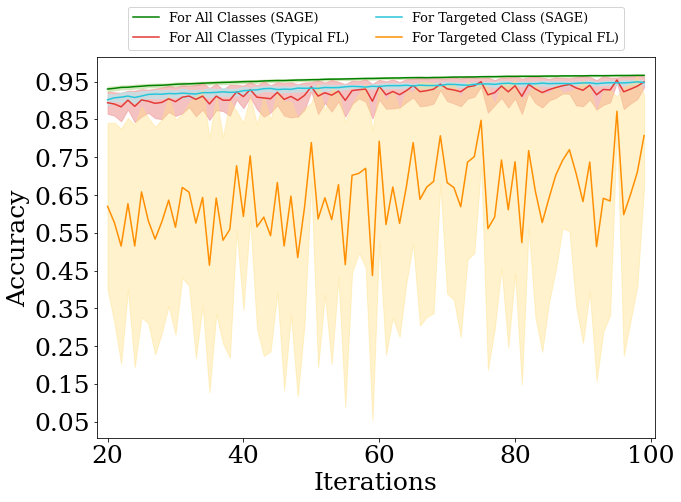 For All Classes (SAGE)
For All Classes (Typical FL)
For Targeted Class (SAGE)
For Targeted Class (Typical FL)
Accuracy
0.95
0.85
0.75
0.65
0.55
0.45
0.35
0.25
0.15
0.05
20 40 60 80 100
Iterations